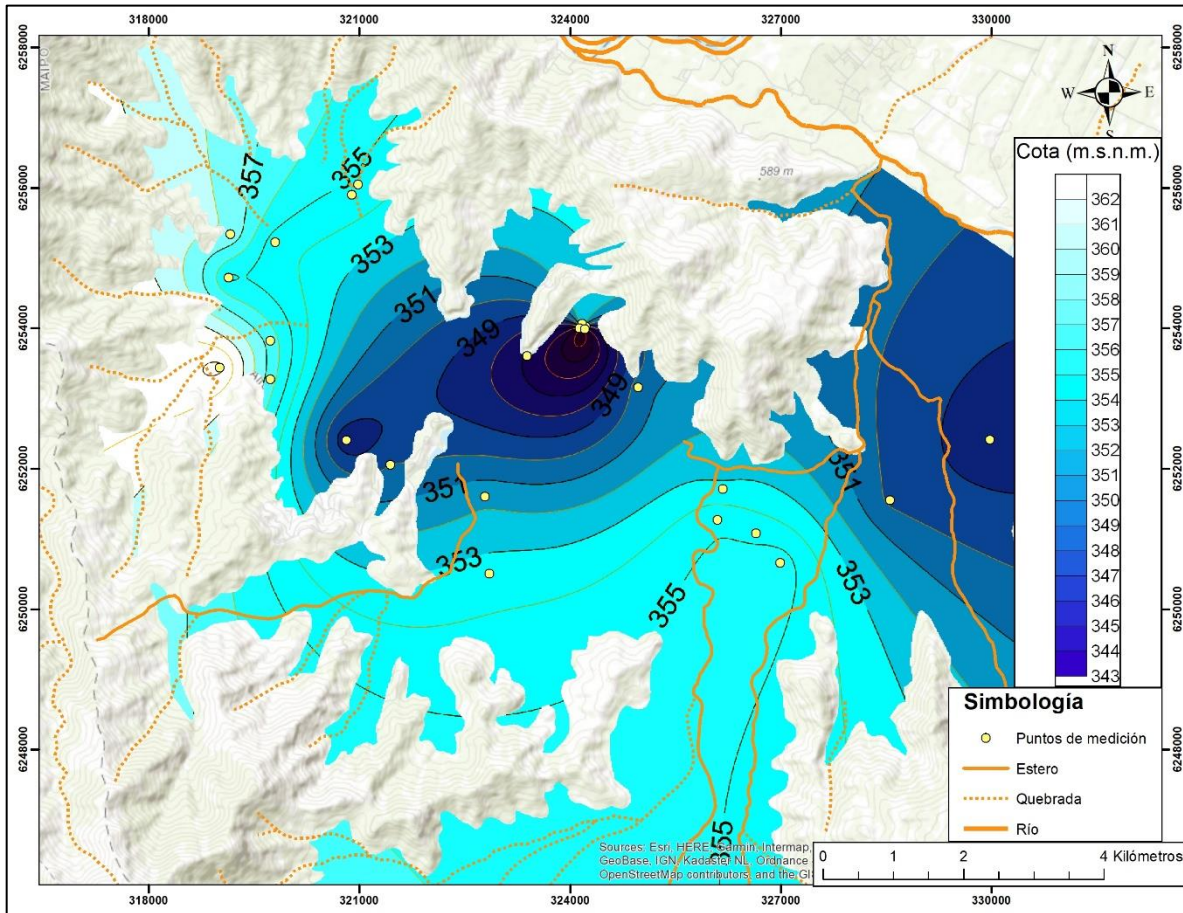 318000 321000 324000 327000 330000
6258000
6258000
MAIPO
N
W E
S
Cota (m.s.n.m.)
362
361
360
359
358
357
356
355
354
353
352
351
350
349
348
347
346
345
344
343
6256000
6256000
589 m
357
355
353
351
349
349
6254000
6254000
6252000
6252000
351
351
353
353
355
355
6250000
6250000
6248000
6248000
Simbología
Puntos de medición
Estero
Quebrada
Río
Sources: Esri, HERE, Garmin, Intermap,
GeoBase, IGN, Kadaster NL, Ordnance
OpenStreetMap contributors, and the GI
0 1 2 4 Kilómetros
318000 321000 324000 327000 330000